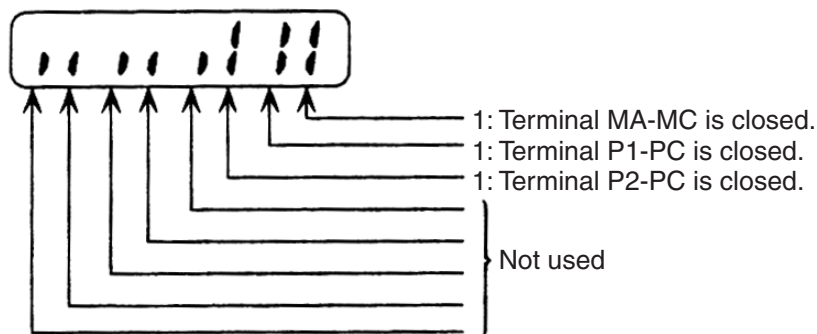 1: Terminal MA-MC is closed.
1: Terminal P1-PC is closed.
1: Terminal P2-PC is closed.
Not used